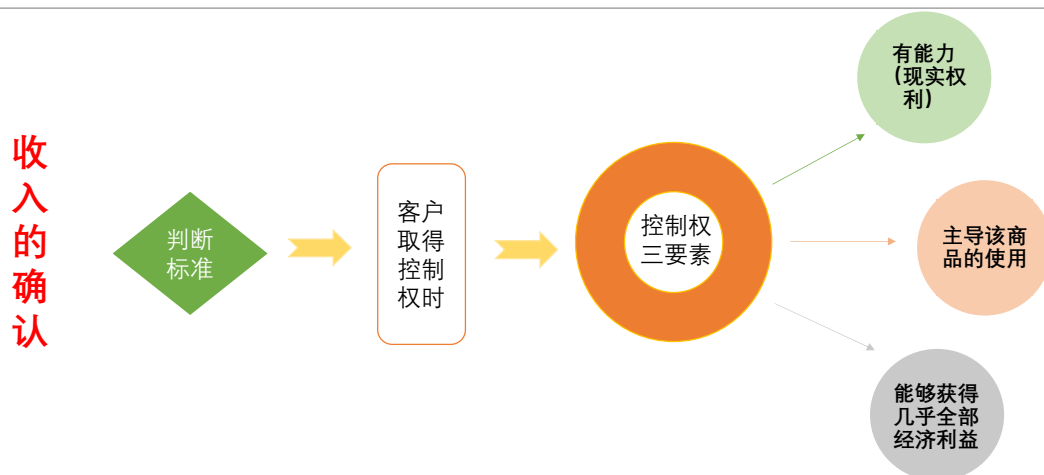 收
入
的
确
认
判断
标准
客户
取得
控制
权时
控制权
三要素
有能力
（现实权
利）
主导该商
品的使用
能够获得
几乎全部
经济利益